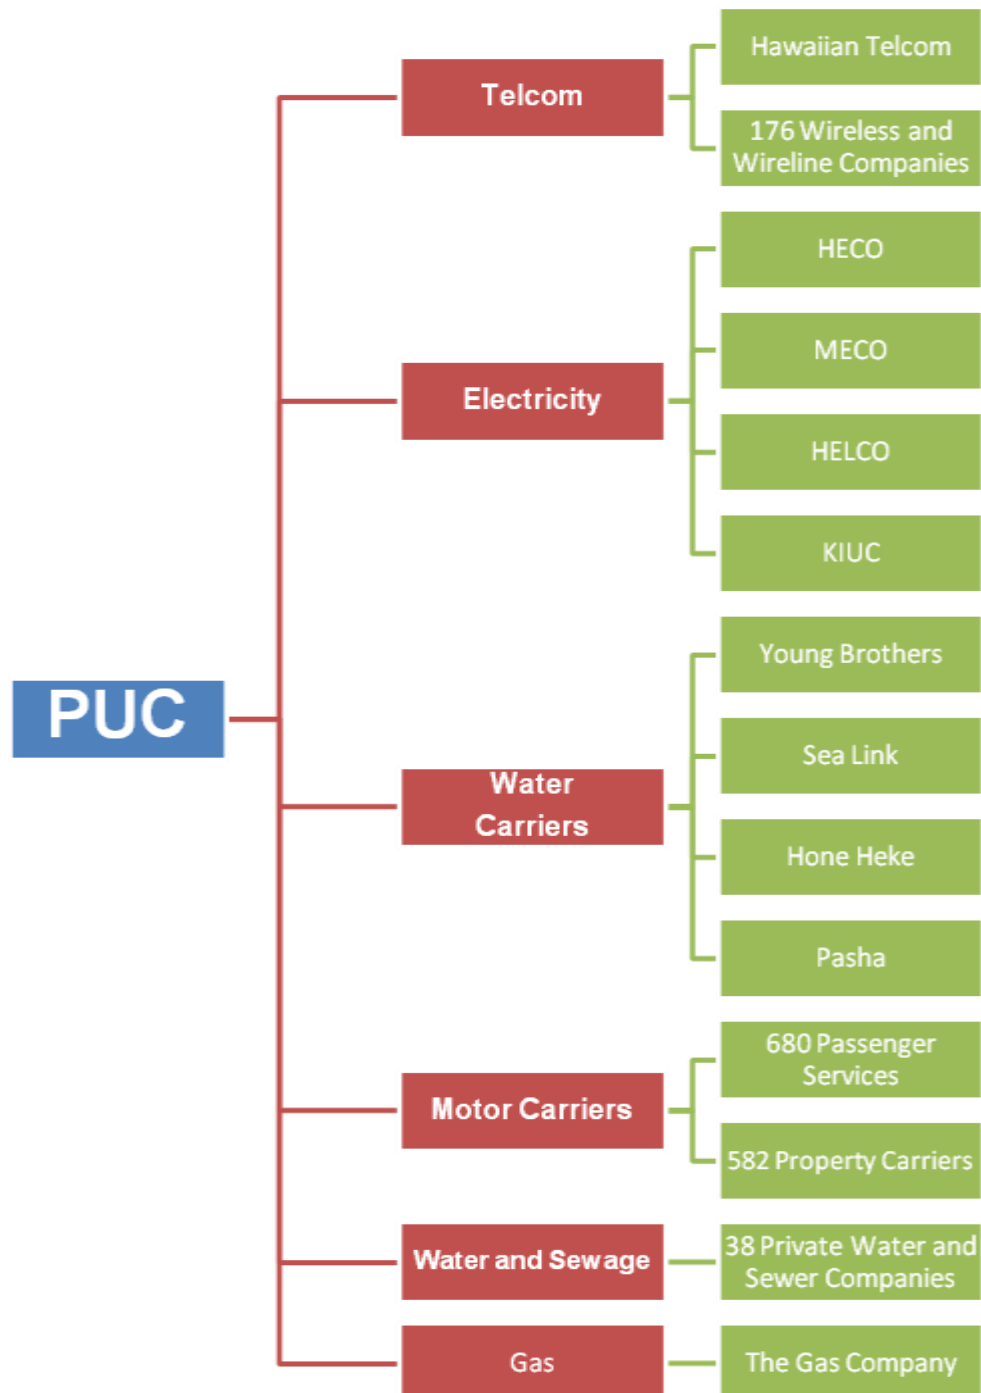 PUC
Telcom
Hawaiian Telcom
176 Wireless and
Wireline Companies
Electricity
HECO
MECO
HELCO
KIUC
Water
Carriers
Young Brothers
Sea Link
Hone Heke
Pasha
Motor Carriers
680 Passenger
Services
582 Property Carriers
Water and Sewage
38 Private Water and
Sewer Companies
Gas
The Gas Company